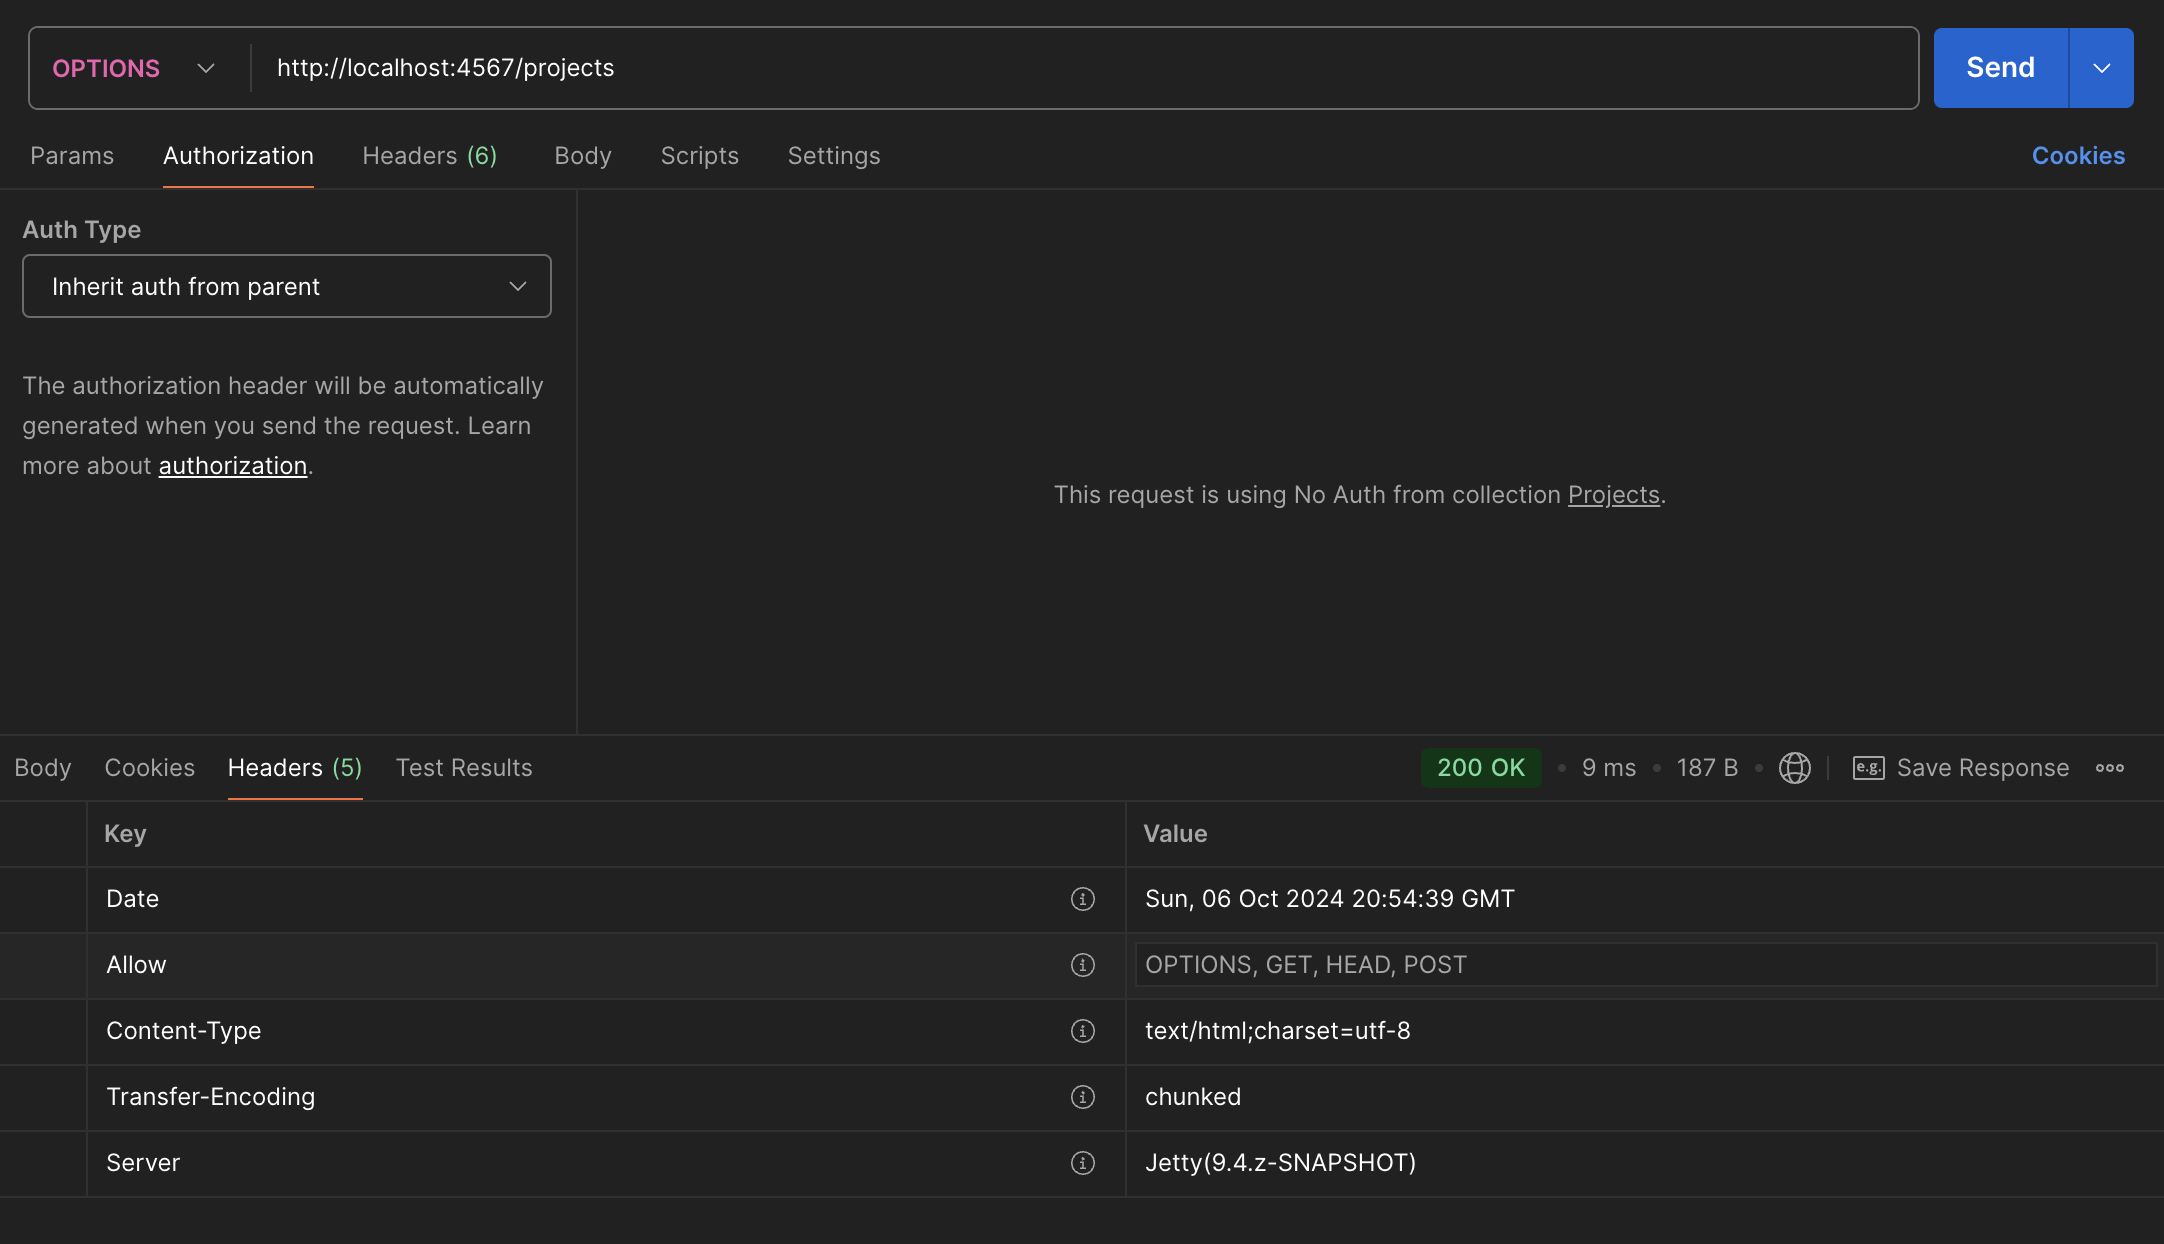 OPTIONS http://localhost:4567/projects Send
Params Authorization Headers (6) Body Scripts Settings Cookies
Auth Type
Inherit auth from parent
The authorization header will be automatically
generated when you send the request. Learn
more about authorization.
This request is using No Auth from collection Projects.
Body Cookies Headers (5) Test Results 200 OK • 9 ms • 187 B • e.g. Save Response
Key Value
Date Sun, 06 Oct 2024 20:54:39 GMT
Allow OPTIONS, GET, HEAD, POST
Content-Type text/html;charset=utf-8
Transfer-Encoding chunked
Server Jetty(9.4.z-SNAPSHOT)